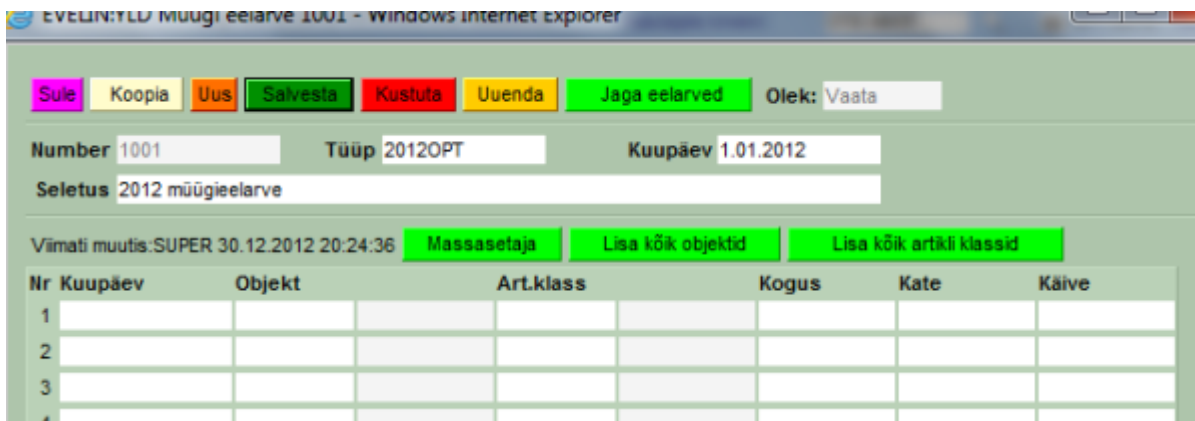 EVELIN:YLD Müügi eelarve 1001 - Windows Internet Explorer
Sule Koopia Uus Salvesta Kustuta Uuenda Jaga eelarved Olek: Vaata
Number 1001 Tüüp 2012OPT Kuupäev 1.01.2012
Seletus 2012 müügieelarve
Viimati muutis:SUPER 30.12.2012 20:24:36 Massasetaja Lisa kõik objektid Lisa kõik artikli klassid
Nr Kuupäev Objekt Art.klass Kogus Kate Käive
1
2
3